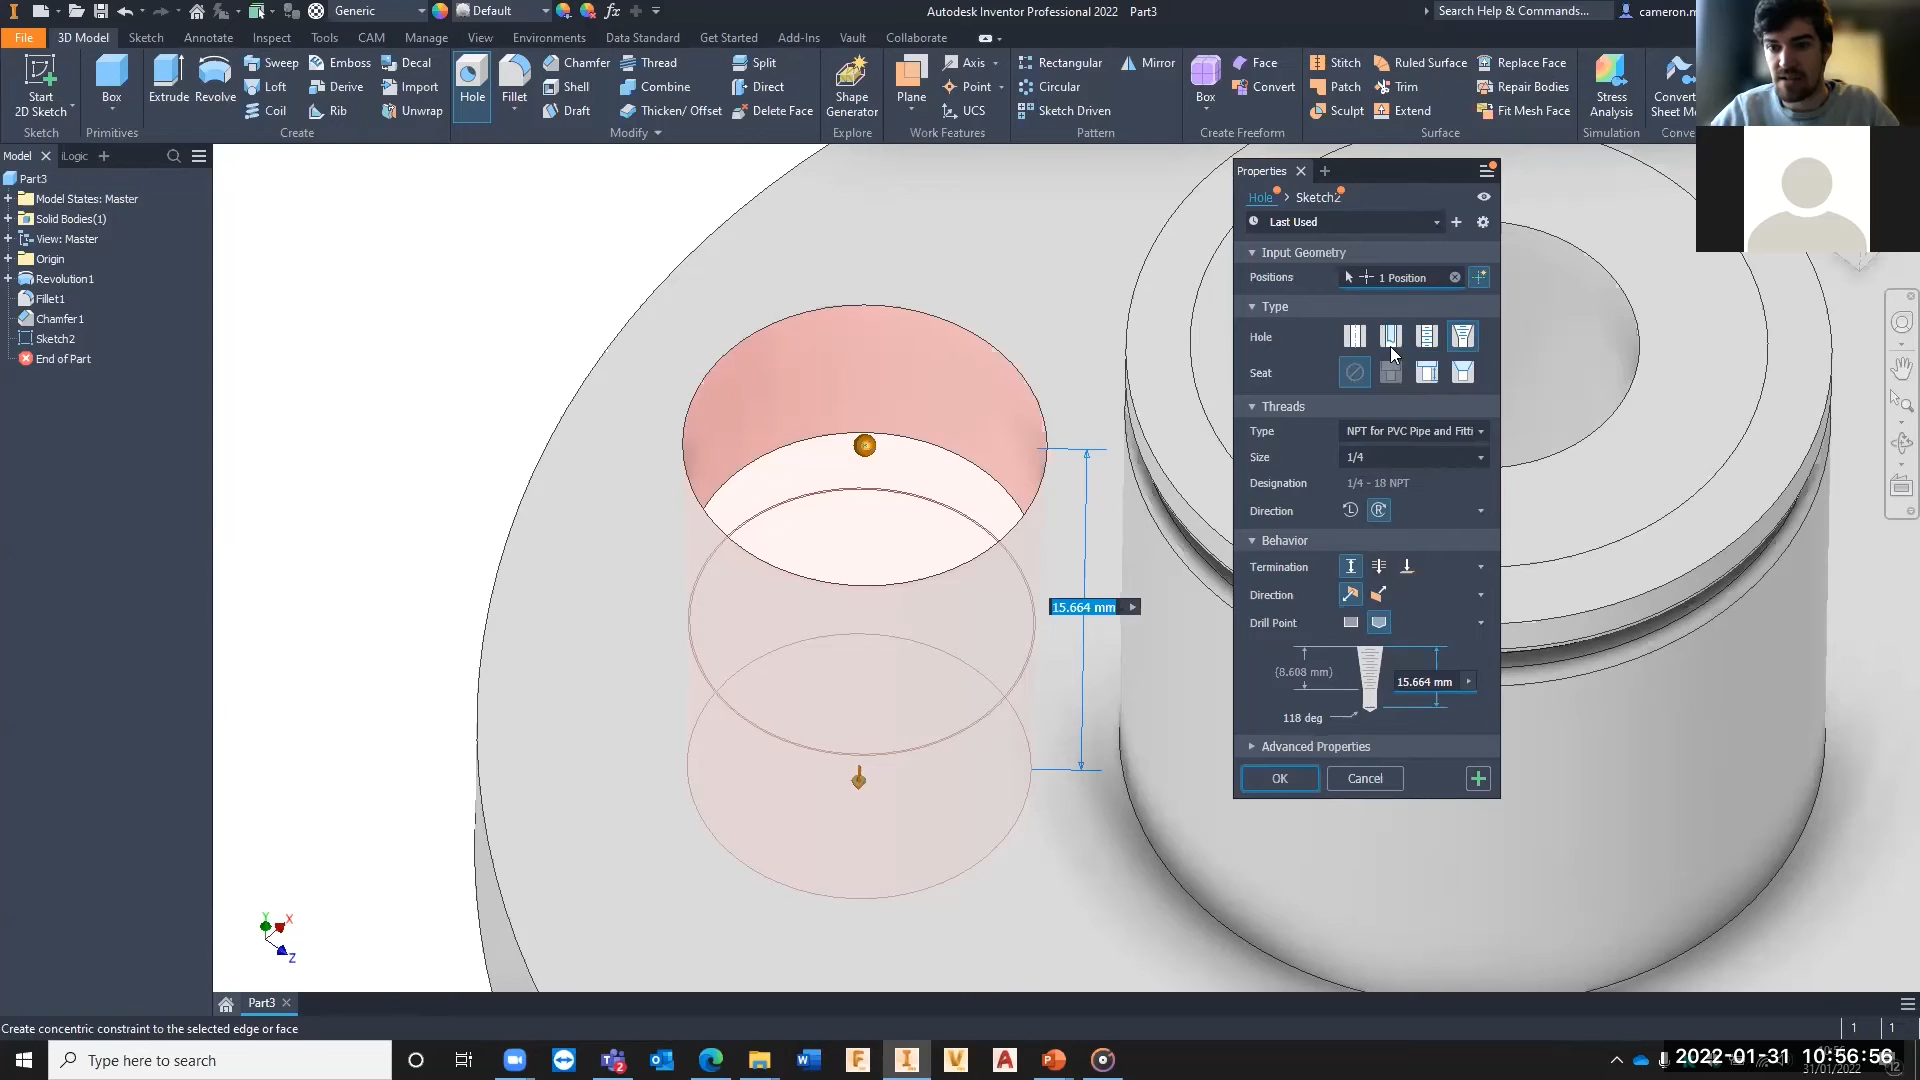 Generic
Default
fx
Autodesk Inventor Professional 2022 Part3
Search Help & Commands...
cameron.m
File 3D Model Sketch Annotate Inspect Tools CAM Manage View Environments Data Standard Get Started Add-Ins Vault Collaborate
Sweep Emboss Decal Chamfer Thread Split Axis Rectangular Mirror Face Stitch Ruled Surface Replace Face
Loft Derive Import Shell Combine Direct Point Circular Convert Patch Trim Repair Bodies
Start Box Extrude Revolve Hole Fillet Shape Plane Box Stress Convert
2D Sketch Coil Rib Unwrap Draft Thicken/ Offset Delete Face Generator UCS Sketch Driven Sculpt Extend Fit Mesh Face Analysis
Sketch Primitives Create Modify Explore Work Features Pattern Create Freeform Surface Simulation
Model iLogic
Part3
Model States: Master
Solid Bodies(1)
View: Master
Origin
Revolution1
Fillet1
Chamfer1
Sketch2
End of Part
Properties
Hole > Sketch2
Last Used
Input Geometry
Positions 1 Position
Type
Hole
Seat
Threads
Type NPT for PVC Pipe and Fitti
Size 1/4
Designation 1/4 - 18 NPT
Direction L R
Behavior
Termination
Direction
Drill Point
(8.608 mm)
15.664 mm
118 deg
Advanced Properties
OK Cancel
15.664 mm
Y X
Z
Part3
Create concentric constraint to the selected edge or face
1 1
Type here to search
2022-01-31 10:56:56
31/01/2022